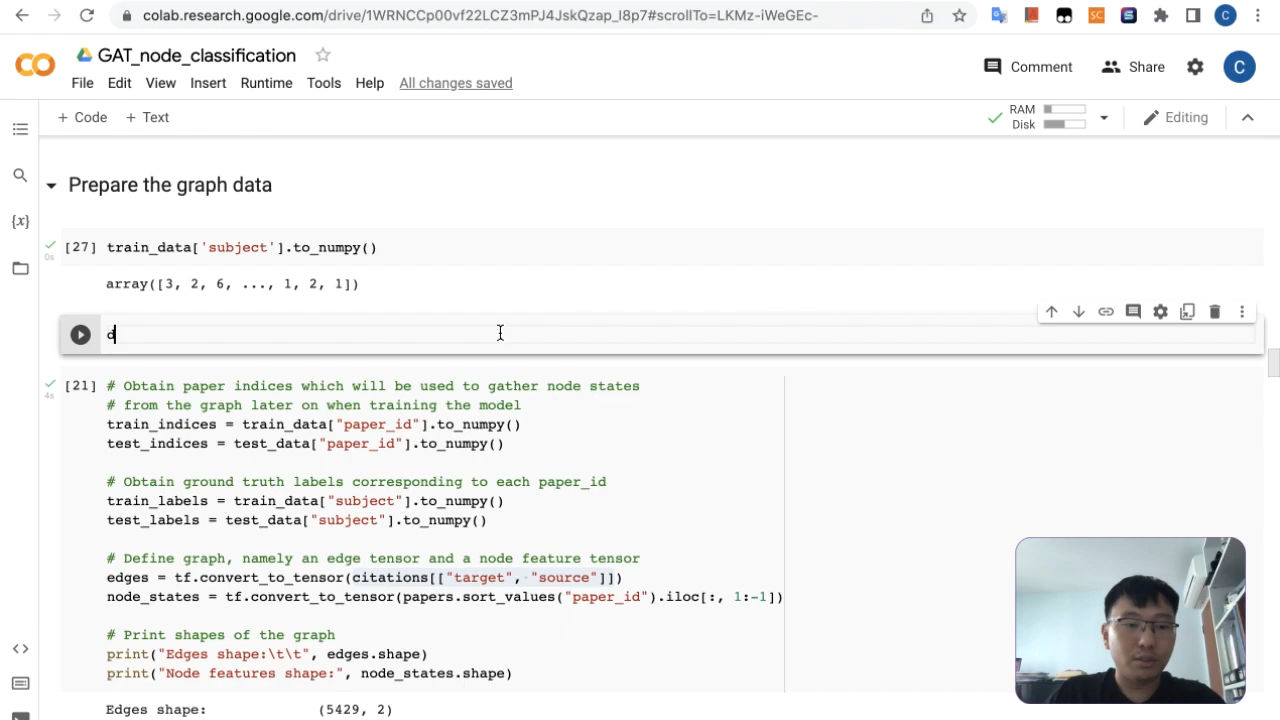 colab.research.google.com/drive/1WRNCCp00vf22LCZ3mPJ4JskQzap_I8p7#scrollTo=LKMz-iWeGEc-
GAT_node_classification
File Edit View Insert Runtime Tools Help All changes saved
Comment Share C
+ Code + Text
RAM
Disk
Editing
Prepare the graph data
[27] train_data['subject'].to_numpy()
0s
array([3, 2, 6, ..., 1, 2, 1])
[21] # Obtain paper indices which will be used to gather node states
4s
# from the graph later on when training the model
train_indices = train_data["paper_id"].to_numpy()
test_indices = test_data["paper_id"].to_numpy()
# Obtain ground truth labels corresponding to each paper_id
train_labels = train_data["subject"].to_numpy()
test_labels = test_data["subject"].to_numpy()
# Define graph, namely an edge tensor and a node feature tensor
edges = tf.convert_to_tensor(citations[["target", "source"]])
node_states = tf.convert_to_tensor(papers.sort_values("paper_id").iloc[:, 1:-1])
# Print shapes of the graph
print("Edges shape:\t\t", edges.shape)
print("Node features shape:", node_states.shape)
Edges shape: (5429, 2)